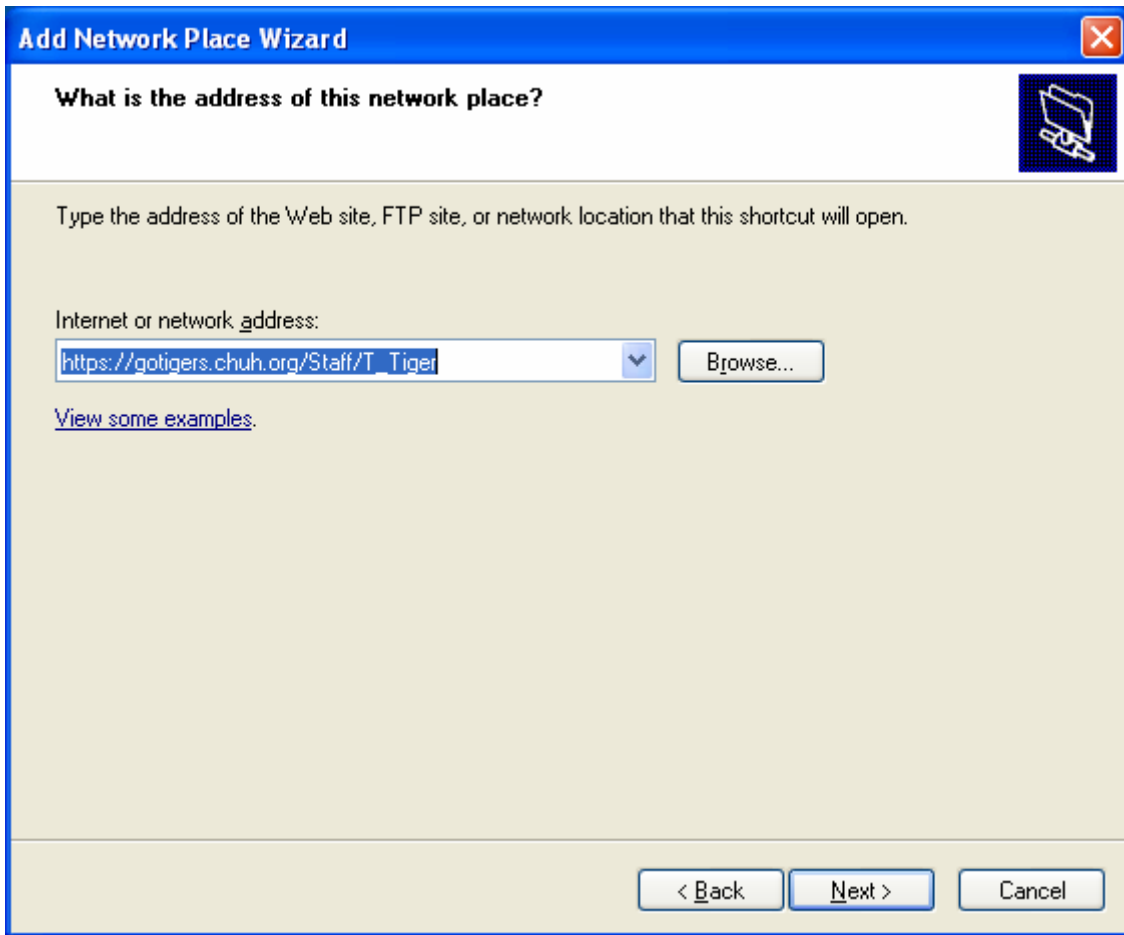 Add Network Place Wizard
What is the address of this network place?
Type the address of the Web site, FTP site, or network location that this shortcut will open.
Internet or network address:
https://gotigers.chuh.org/Staff/T_Tiger
Browse...
View some examples.
< Back
Next >
Cancel